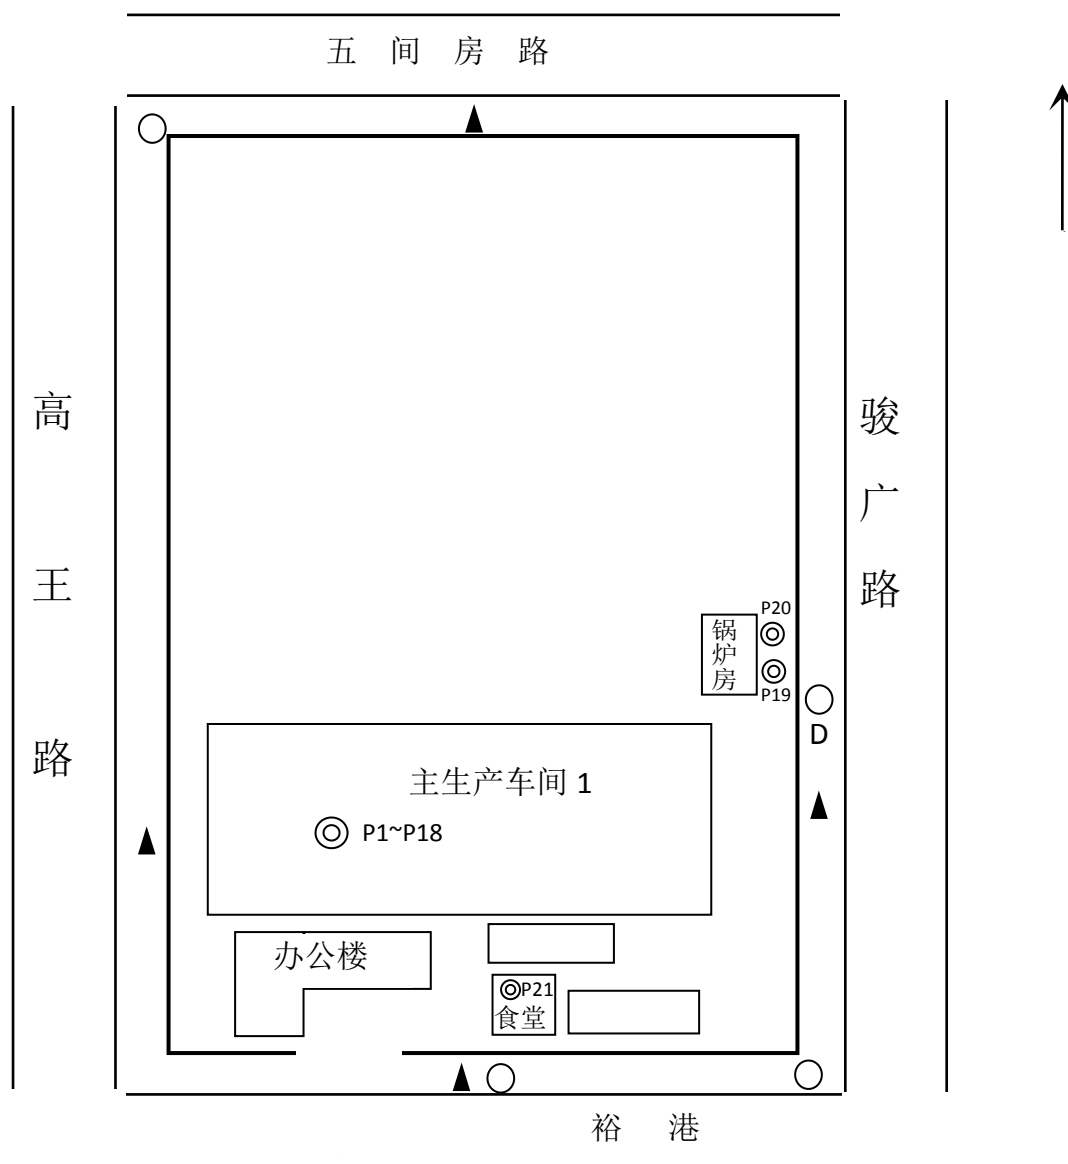 五 间 房 路
高
王
路
骏
广
路
P20
锅
炉
房
P19
D
主生产车间 1
P1~P18
办公楼
P21
食堂
裕 港